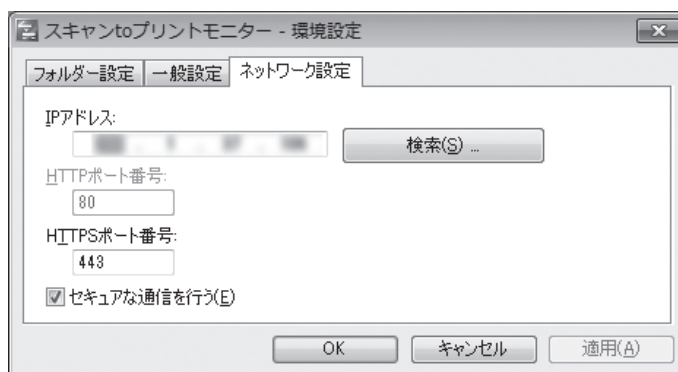 スキャンtoプリントモニター - 環境設定
フォルダー設定 一般設定 ネットワーク設定
IPアドレス:
検索(S) ...
HTTPポート番号:
80
HTTPSポート番号:
443
セキュアな通信を行う(E)
OK キャンセル 適用(A)